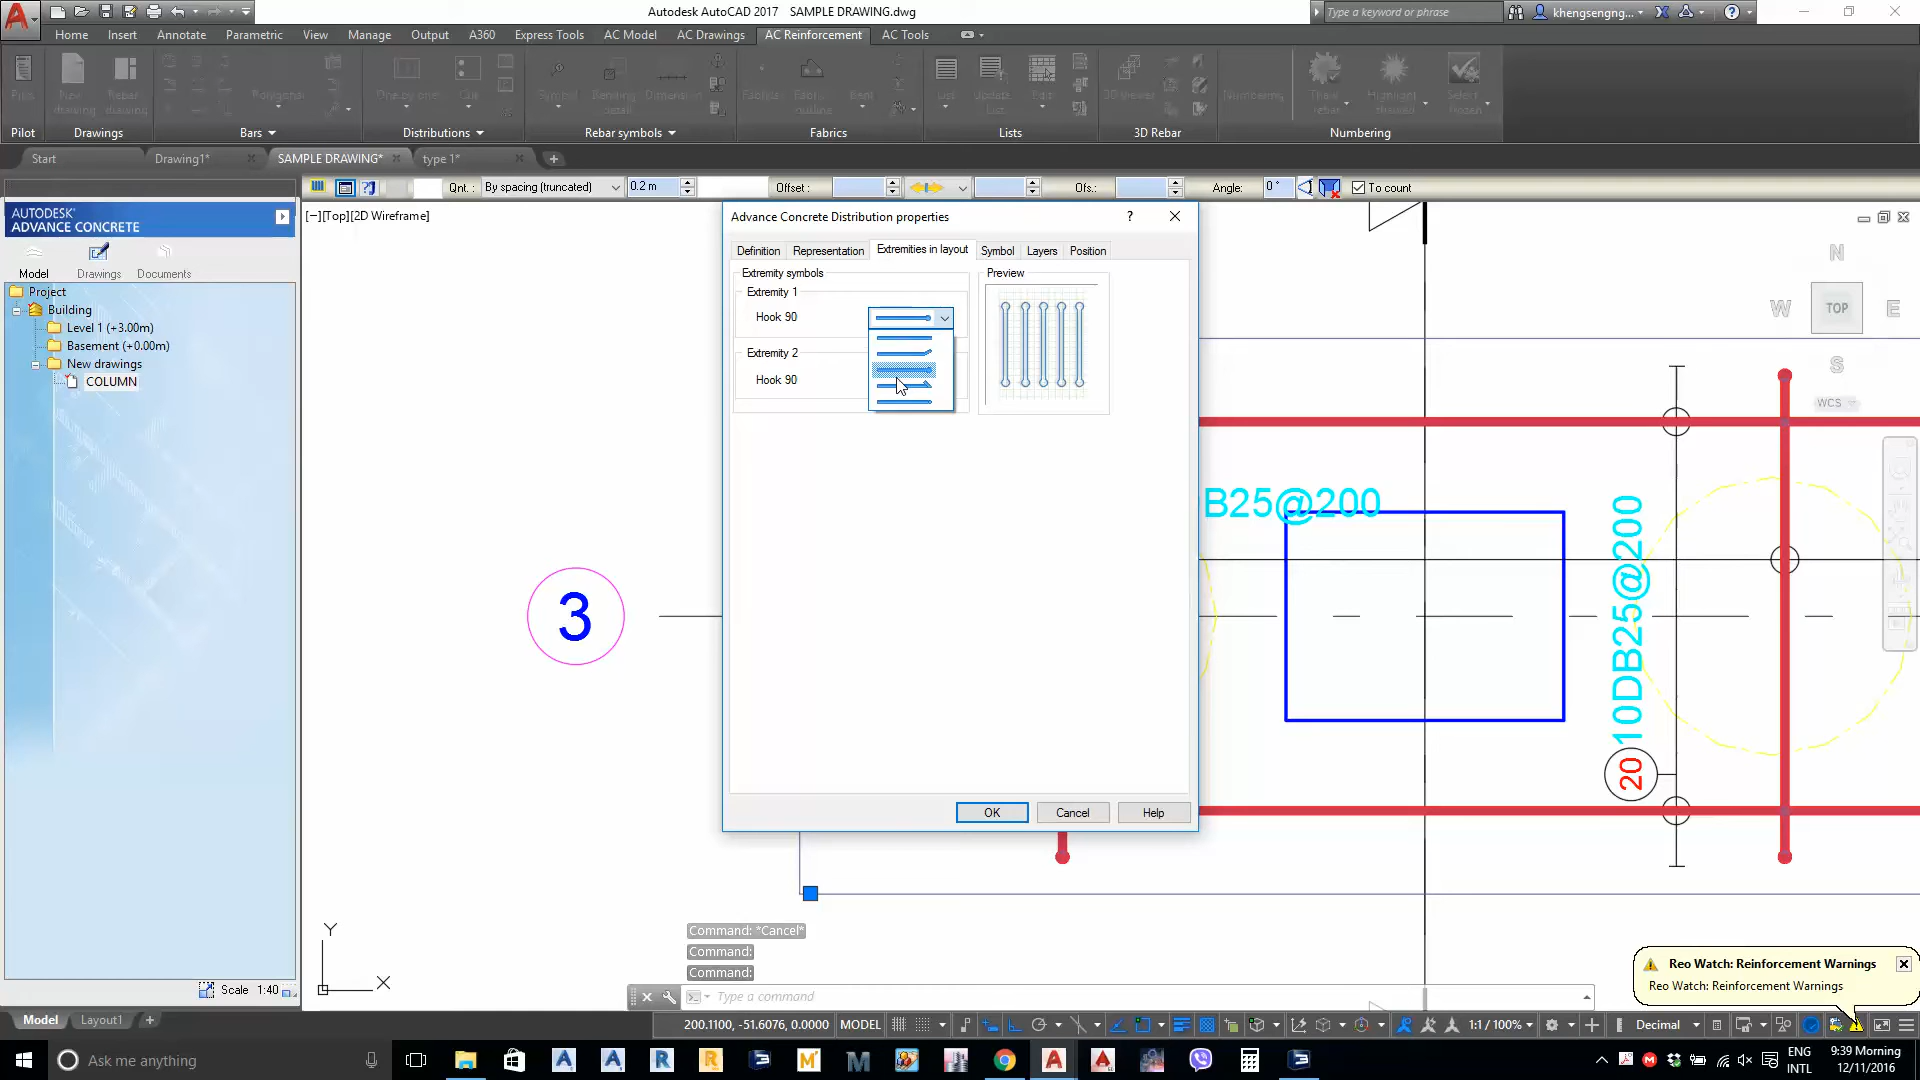 Autodesk AutoCAD 2017 SAMPLE DRAWING.dwg
Type a keyword or phrase
khengsengng...
Home Insert Annotate Parametric View Manage Output A360 Express Tools AC Model AC Drawings AC Reinforcement AC Tools
Pilot Drawings Bars Distributions Rebar symbols Fabrics Lists 3D Rebar Numbering
Start Drawing1* SAMPLE DRAWING* type 1*
Qnt. : By spacing (truncated) 0.2 m Offset : Ofs. : Angle: 0° To count
AUTODESK®
ADVANCE CONCRETE
Model Drawings Documents
Project
Building
Level 1 (+3.00m)
Basement (+0.00m)
New drawings
COLUMN
Scale 1:40
[−][Top][2D Wireframe]
Advance Concrete Distribution properties
Definition Representation Extremities in layout Symbol Layers Position
Extremity symbols
Extremity 1
Hook 90
Extremity 2
Hook 90
Preview
OK Cancel Help
N
W TOP E
S
WCS
B25@200
10DB25@200
20
3
Y
X
Command: *Cancel*
Command:
Command:
Type a command
Reo Watch: Reinforcement Warnings
Reo Watch: Reinforcement Warnings
Model Layout1
200.1100, -51.6076, 0.0000 MODEL 1:1 / 100% Decimal
Ask me anything
ENG
INTL
9:39 Morning
12/11/2016